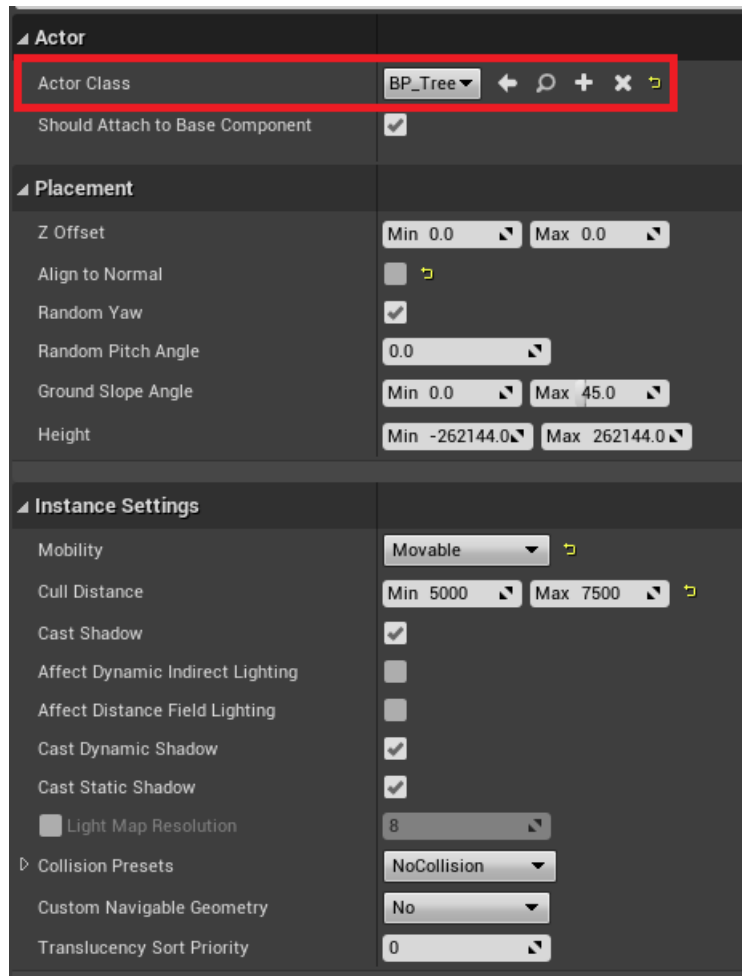 Actor
Actor Class BP_Tree
Should Attach to Base Component
Placement
Z Offset Min 0.0 Max 0.0
Align to Normal
Random Yaw
Random Pitch Angle 0.0
Ground Slope Angle Min 0.0 Max 45.0
Height Min -262144.0 Max 262144.0
Instance Settings
Mobility Movable
Cull Distance Min 5000 Max 7500
Cast Shadow
Affect Dynamic Indirect Lighting
Affect Distance Field Lighting
Cast Dynamic Shadow
Cast Static Shadow
Light Map Resolution 8
Collision Presets NoCollision
Custom Navigable Geometry No
Translucency Sort Priority 0